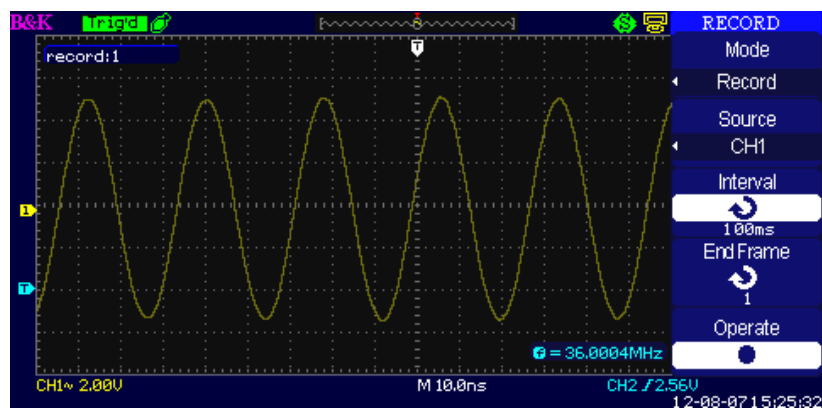 B&K Trig'd RECORD
record:1
T
Mode
Record
Source
CH1
1
Interval
100ms
End Frame
1
T
Operate
f = 36.0004MHz
CH1~ 2.00V M 10.0ns CH2 2.56V
12-08-07 15:25:32